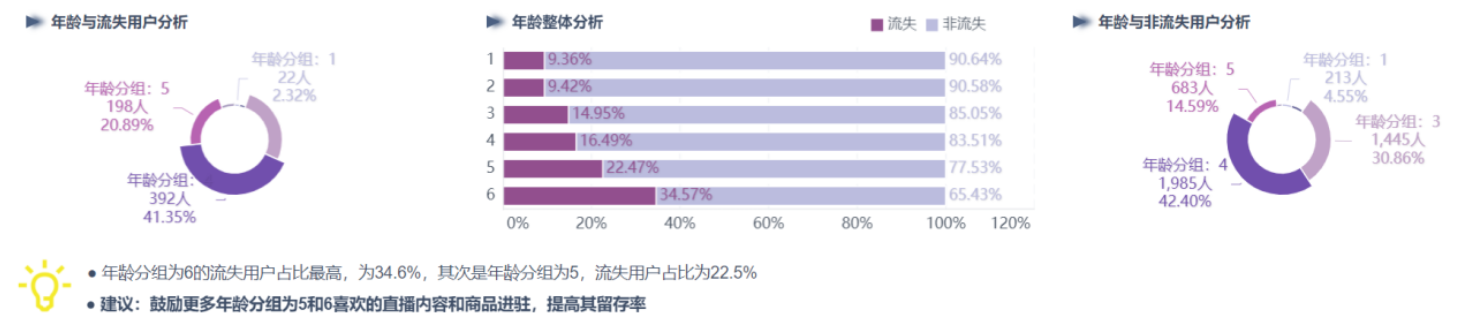 年龄与流失用户分析
年龄分组：1
22人
2.32%
年龄分组：5
198人
20.89%
年龄分组：
392人
41.35%
年龄整体分析
流失 非流失
1 9.36% 90.64%
2 9.42% 90.58%
3 14.95% 85.05%
4 16.49% 83.51%
5 22.47% 77.53%
6 34.57% 65.43%
0% 20% 40% 60% 80% 100% 120%
年龄与非流失用户分析
年龄分组：1
213人
4.55%
年龄分组：5
683人
14.59%
年龄分组：3
1,445人
30.86%
年龄分组：4
1,985人
42.40%
● 年龄分组为6的流失用户占比最高，为34.6%，其次是年龄分组为5，流失用户占比为22.5%
● 建议：鼓励更多年龄分组为5和6喜欢的直播内容和商品进驻，提高其留存率